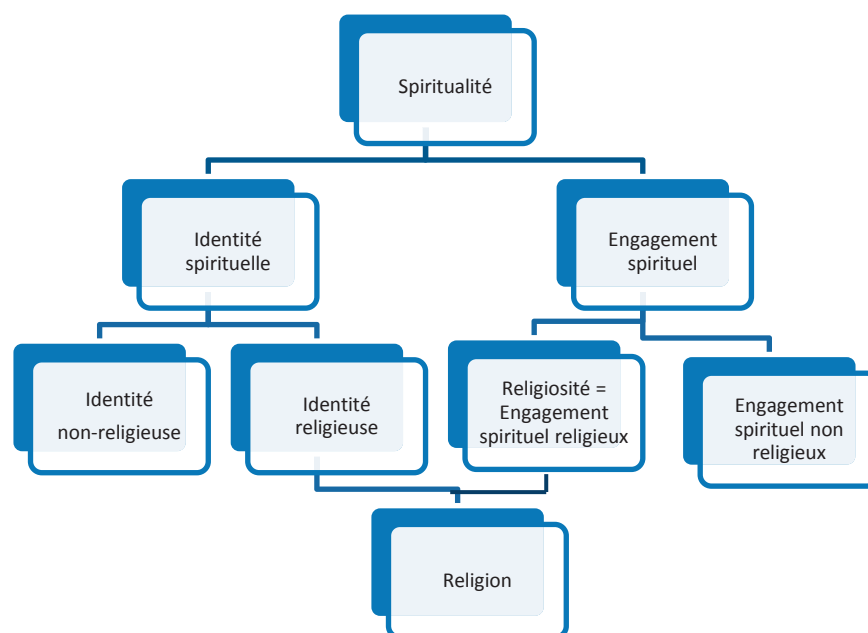 Spiritualité
Identité
spirituelle
Engagement
spirituel
Identité
non-religieuse
Identité
religieuse
Religiosité =
Engagement
spirituel religieux
Engagement
spirituel non
religieux
Religion